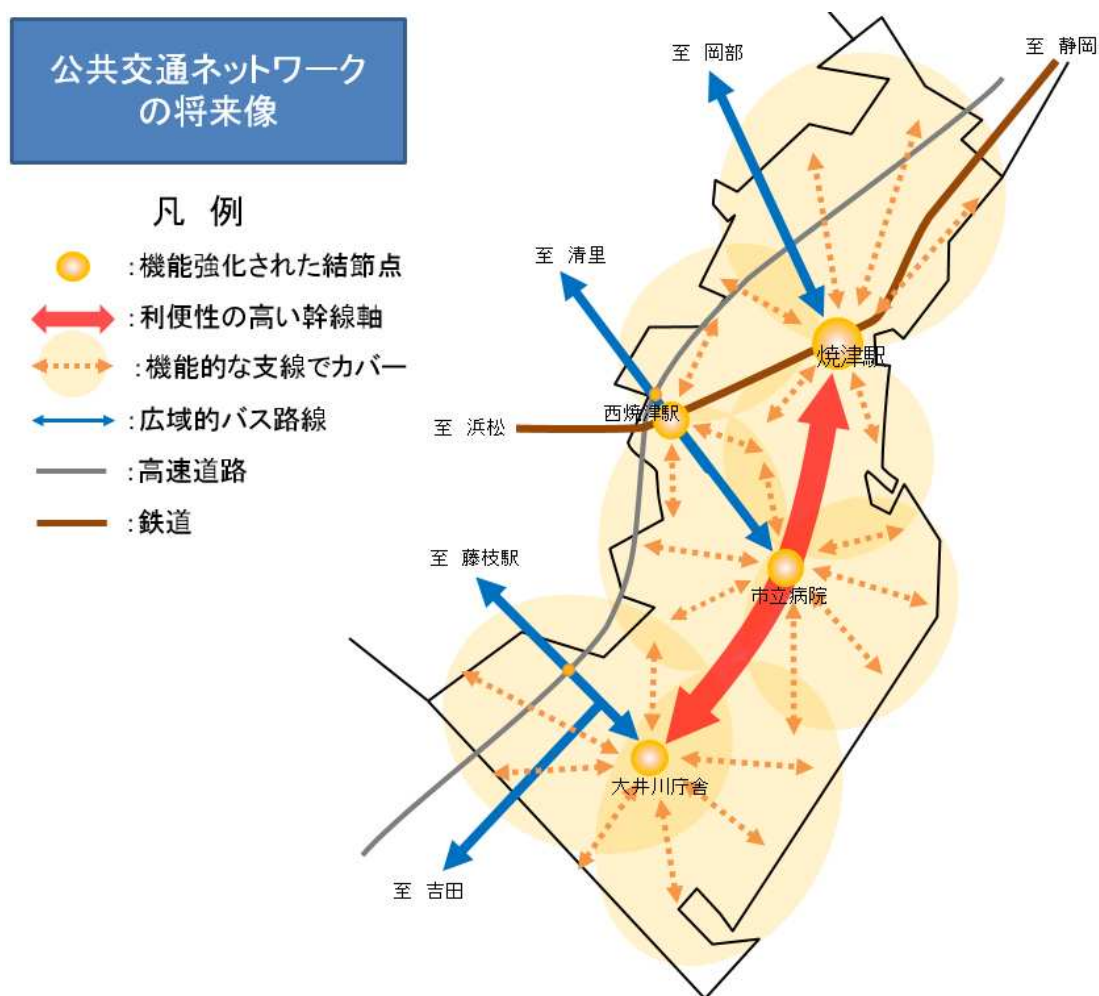 公共交通ネットワーク
の将来像
凡 例
：機能強化された結節点
：利便性の高い幹線軸
：機能的な支線でカバー
：広域的バス路線
：高速道路
：鉄道
至 静岡
至 岡部
至 清里
焼津駅
西焼津駅
至 浜松
至 藤枝駅
市立病院
大井川庁舎
至 吉田